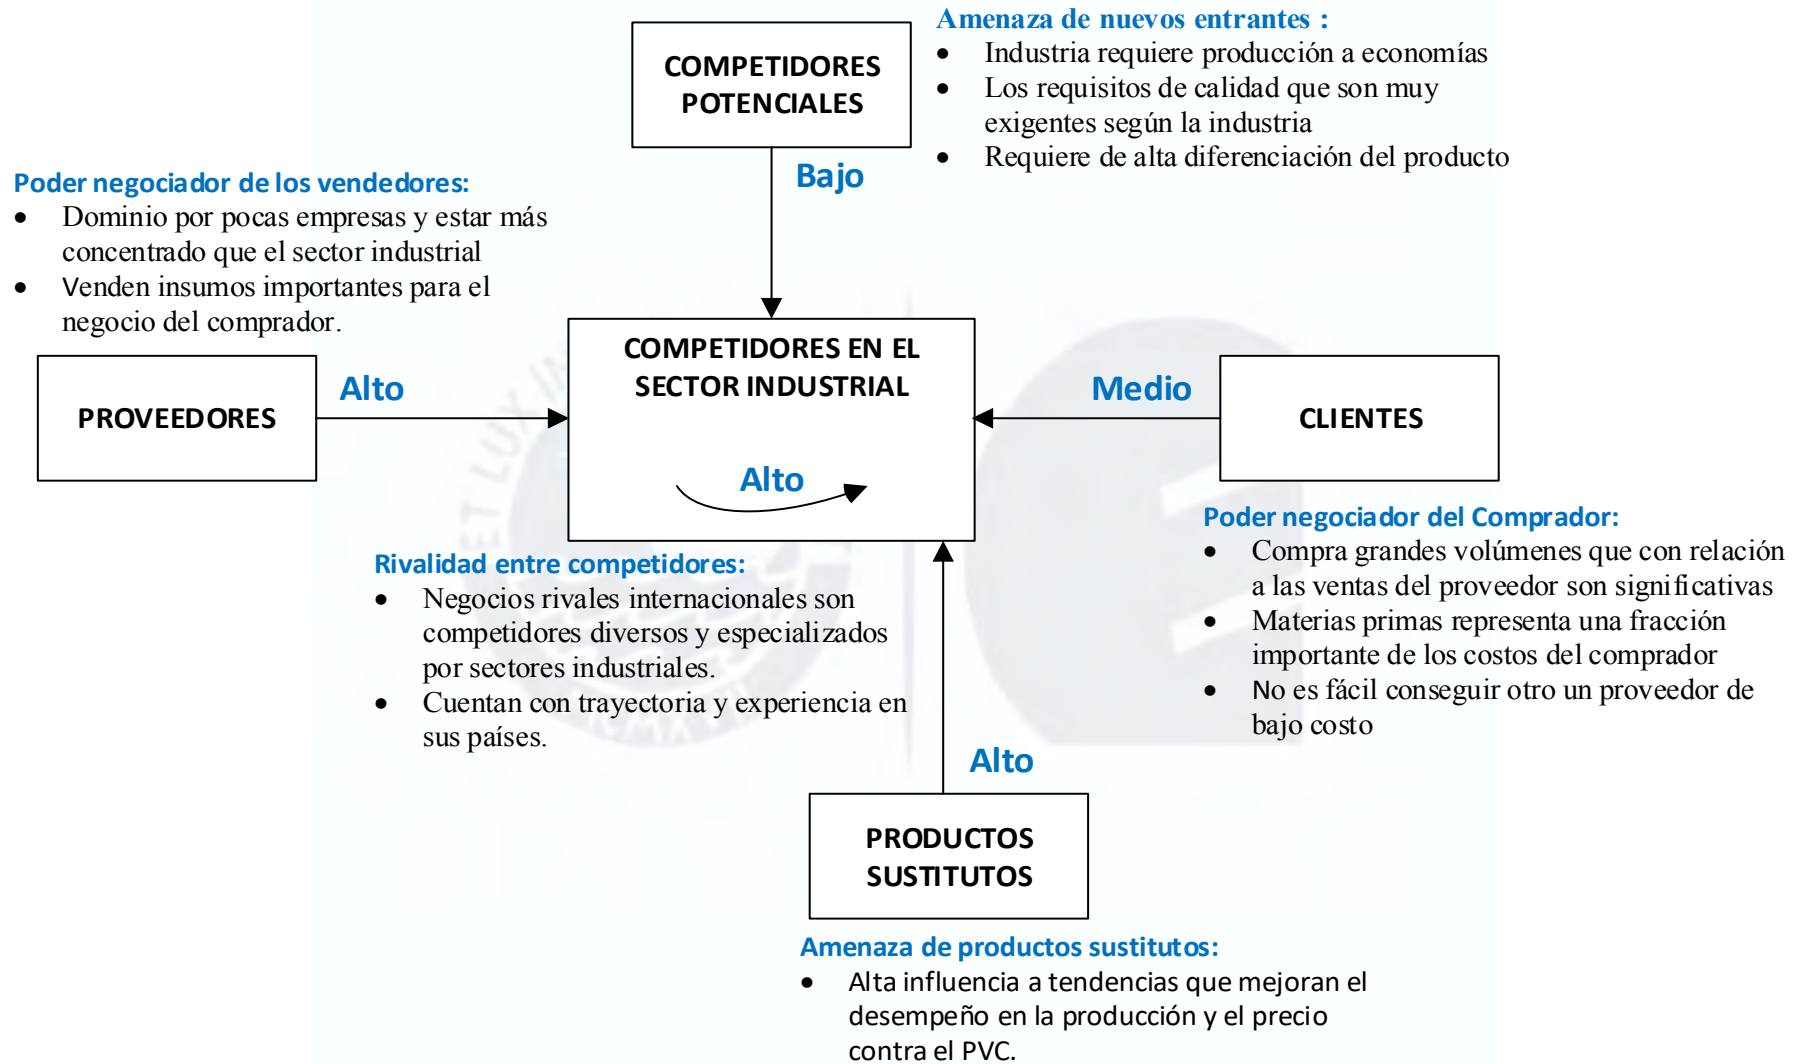 Amenaza de nuevos entrantes :
• Industria requiere producción a economías
• Los requisitos de calidad que son muy
exigentes según la industria
• Requiere de alta diferenciación del producto
COMPETIDORES
POTENCIALES
Bajo
Poder negociador de los vendedores:
• Dominio por pocas empresas y estar más
concentrado que el sector industrial
• Venden insumos importantes para el
negocio del comprador.
PROVEEDORES
Alto
COMPETIDORES EN EL
SECTOR INDUSTRIAL
Alto
Medio
CLIENTES
Poder negociador del Comprador:
• Compra grandes volúmenes que con relación
a las ventas del proveedor son significativas
• Materias primas representa una fracción
importante de los costos del comprador
• No es fácil conseguir otro un proveedor de
bajo costo
Rivalidad entre competidores:
• Negocios rivales internacionales son
competidores diversos y especializados
por sectores industriales.
• Cuentan con trayectoria y experiencia en
sus países.
Alto
PRODUCTOS
SUSTITUTOS
Amenaza de productos sustitutos:
• Alta influencia a tendencias que mejoran el
desempeño en la producción y el precio
contra el PVC.
ET LUX IN